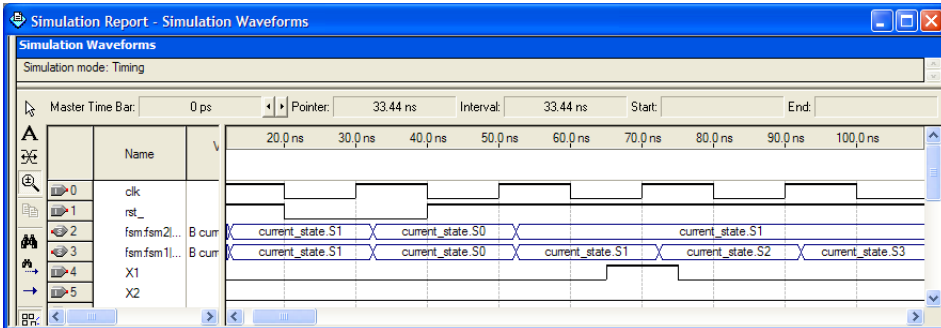 Simulation Report - Simulation Waveforms
Simulation Waveforms
Simulation mode: Timing
Master Time Bar: 0 ps Pointer: 33.44 ns Interval: 33.44 ns Start: End:
A
20.0 ns 30.0 ns 40.0 ns 50.0 ns 60.0 ns 70.0 ns 80.0 ns 90.0 ns 100.0 ns
Name V
0 clk
1 rst_
2 fsm:fsm2|... B curr current_state.S1 current_state.S0 current_state.S1
3 fsm:fsm1|... B curr current_state.S1 current_state.S0 current_state.S1 current_state.S2 current_state.S3
4 X1
5 X2